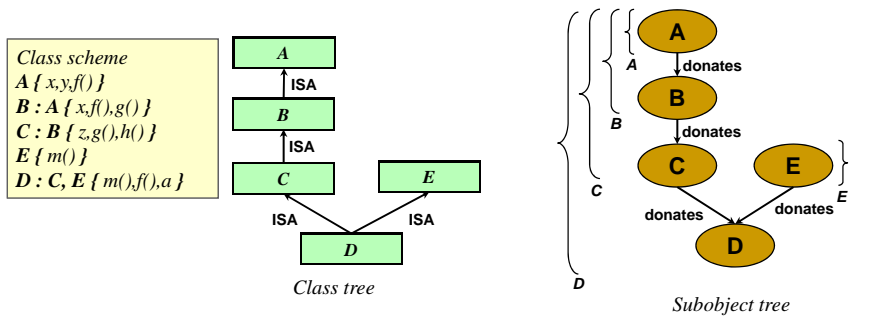 Class scheme
A { x,y,f() }
B : A { x,f(),g() }
C : B { z,g(),h() }
E { m() }
D : C, E { m(),f(),a }
A
ISA
B
ISA
C
E
ISA
ISA
D
Class tree
A
A
donates
B
B
donates
C
E
C
E
donates
donates
D
D
Subobject tree